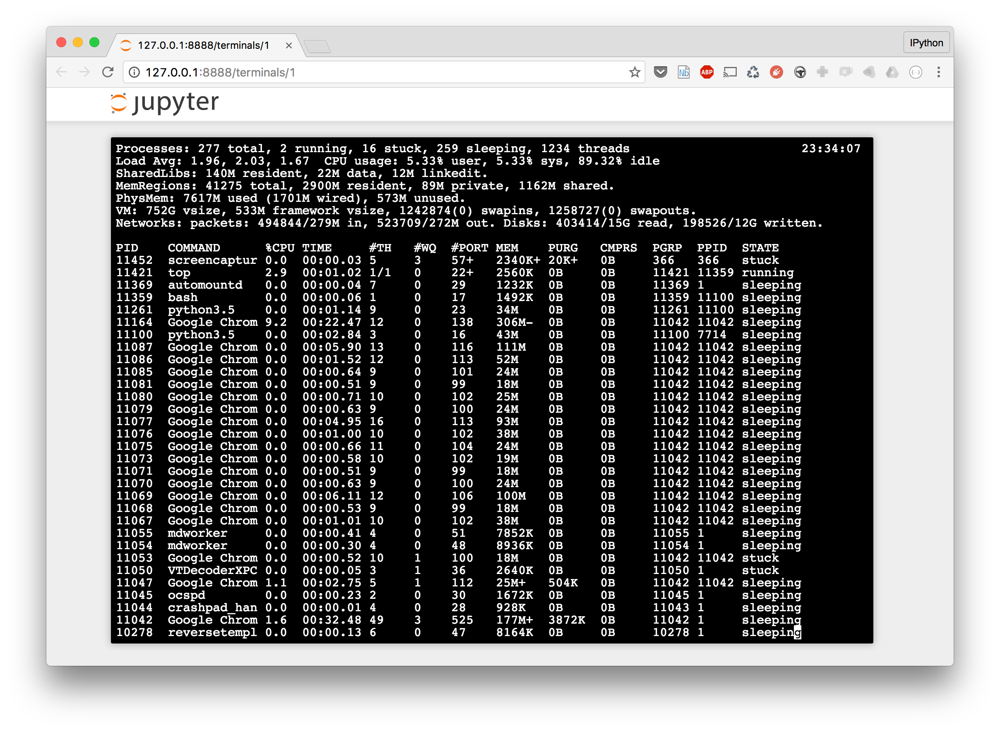 127.0.0.1:8888/terminals/1
IPython
127.0.0.1:8888/terminals/1
Nb
ABP
a
{...}
jupyter
Processes: 277 total, 2 running, 16 stuck, 259 sleeping, 1234 threads 23:34:07
Load Avg: 1.96, 2.03, 1.67 CPU usage: 5.33% user, 5.33% sys, 89.32% idle
SharedLibs: 140M resident, 22M data, 12M linkedit.
MemRegions: 41275 total, 2900M resident, 89M private, 1162M shared.
PhysMem: 7617M used (1701M wired), 573M unused.
VM: 752G vsize, 533M framework vsize, 1242874(0) swapins, 1258727(0) swapouts.
Networks: packets: 494844/279M in, 523709/272M out. Disks: 403414/15G read, 198526/12G written.
PID COMMAND %CPU TIME #TH #WQ #PORT MEM PURG CMPRS PGRP PPID STATE
11452 screencaptur 0.0 00:00.03 5 3 57+ 2340K+ 20K+ 0B 366 366 stuck
11421 top 2.9 00:01.02 1/1 0 22+ 2560K 0B 0B 11421 11359 running
11369 automountd 0.0 00:00.04 7 0 29 1232K 0B 0B 11369 1 sleeping
11359 bash 0.0 00:00.06 1 0 17 1492K 0B 0B 11359 11100 sleeping
11261 python3.5 0.0 00:01.14 9 0 23 34M 0B 0B 11261 11100 sleeping
11164 Google Chrom 9.2 00:22.47 12 0 138 306M- 0B 0B 11042 11042 sleeping
11100 python3.5 0.0 00:02.84 3 0 16 43M 0B 0B 11100 7714 sleeping
11087 Google Chrom 0.0 00:05.90 13 0 116 111M 0B 0B 11042 11042 sleeping
11086 Google Chrom 0.0 00:01.52 12 0 113 52M 0B 0B 11042 11042 sleeping
11085 Google Chrom 0.0 00:00.64 9 0 101 24M 0B 0B 11042 11042 sleeping
11081 Google Chrom 0.0 00:00.51 9 0 99 18M 0B 0B 11042 11042 sleeping
11080 Google Chrom 0.0 00:00.71 10 0 102 25M 0B 0B 11042 11042 sleeping
11079 Google Chrom 0.0 00:00.63 9 0 100 24M 0B 0B 11042 11042 sleeping
11077 Google Chrom 0.0 00:04.95 16 0 113 93M 0B 0B 11042 11042 sleeping
11076 Google Chrom 0.0 00:01.00 10 0 102 38M 0B 0B 11042 11042 sleeping
11075 Google Chrom 0.0 00:00.66 11 0 104 24M 0B 0B 11042 11042 sleeping
11073 Google Chrom 0.0 00:00.58 10 0 102 19M 0B 0B 11042 11042 sleeping
11071 Google Chrom 0.0 00:00.51 9 0 99 18M 0B 0B 11042 11042 sleeping
11070 Google Chrom 0.0 00:00.63 9 0 100 24M 0B 0B 11042 11042 sleeping
11069 Google Chrom 0.0 00:06.11 12 0 106 100M 0B 0B 11042 11042 sleeping
11068 Google Chrom 0.0 00:00.53 9 0 99 18M 0B 0B 11042 11042 sleeping
11067 Google Chrom 0.0 00:01.01 10 0 102 38M 0B 0B 11042 11042 sleeping
11055 mdworker 0.0 00:00.41 4 0 51 7852K 0B 0B 11055 1 sleeping
11054 mdworker 0.0 00:00.30 4 0 48 8936K 0B 0B 11054 1 sleeping
11053 Google Chrom 0.0 00:00.52 10 1 100 18M 0B 0B 11042 11042 stuck
11050 VTDecoderXPC 0.0 00:00.05 3 1 36 2640K 0B 0B 11050 1 stuck
11047 Google Chrom 1.1 00:02.75 5 1 112 25M+ 504K 0B 11042 11042 sleeping
11045 ocspd 0.0 00:00.23 2 0 30 1672K 0B 0B 11045 1 sleeping
11044 crashpad_han 0.0 00:00.01 4 0 28 928K 0B 0B 11043 1 sleeping
11042 Google Chrom 1.6 00:32.48 49 3 525 177M+ 3872K 0B 11042 1 sleeping
10278 reversetempl 0.0 00:00.13 6 0 47 8164K 0B 0B 10278 1 sleeping